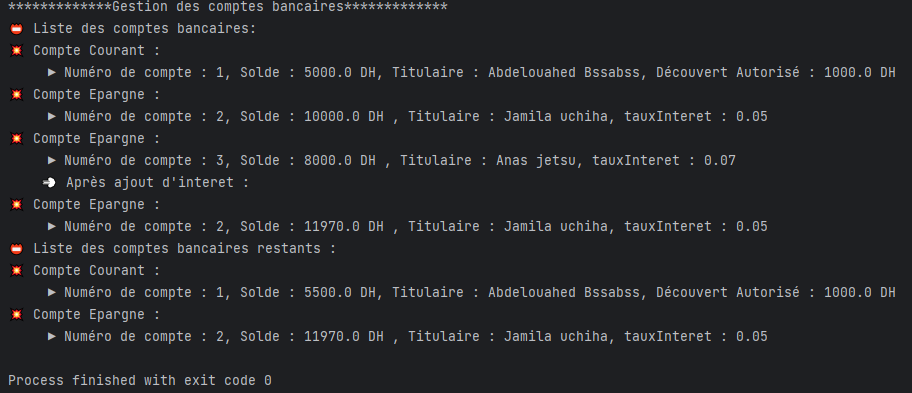 *************Gestion des comptes bancaires*************
📛 Liste des comptes bancaires:
💥 Compte Courant :
► Numéro de compte : 1, Solde : 5000.0 DH, Titulaire : Abdelouahed Bssabss, Découvert Autorisé : 1000.0 DH
💥 Compte Epargne :
► Numéro de compte : 2, Solde : 10000.0 DH , Titulaire : Jamila uchiha, tauxInteret : 0.05
💥 Compte Epargne :
► Numéro de compte : 3, Solde : 8000.0 DH , Titulaire : Anas jetsu, tauxInteret : 0.07
💨 Après ajout d'interet :
💥 Compte Epargne :
► Numéro de compte : 2, Solde : 11970.0 DH , Titulaire : Jamila uchiha, tauxInteret : 0.05
📛 Liste des comptes bancaires restants :
💥 Compte Courant :
► Numéro de compte : 1, Solde : 5500.0 DH, Titulaire : Abdelouahed Bssabss, Découvert Autorisé : 1000.0 DH
💥 Compte Epargne :
► Numéro de compte : 2, Solde : 11970.0 DH , Titulaire : Jamila uchiha, tauxInteret : 0.05
Process finished with exit code 0